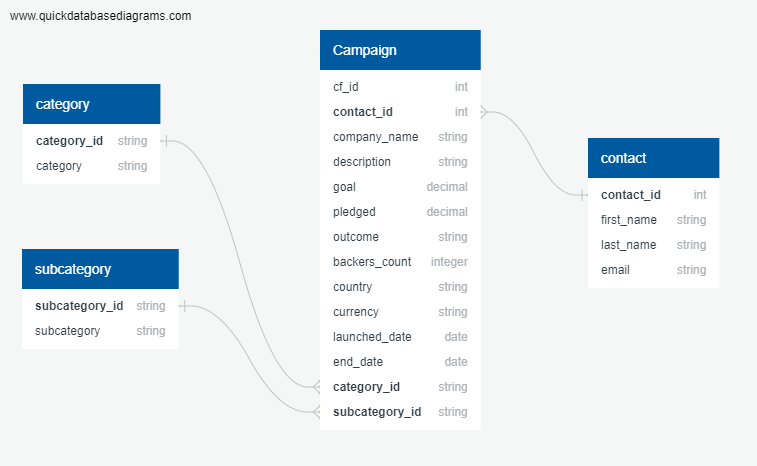 www.quickdatabasediagrams.com
category
category_id string
category string
subcategory
subcategory_id string
subcategory string
Campaign
cf_id int
contact_id int
company_name string
description string
goal decimal
pledged decimal
outcome string
backers_count integer
country string
currency string
launched_date date
end_date date
category_id string
subcategory_id string
contact
contact_id int
first_name string
last_name string
email string